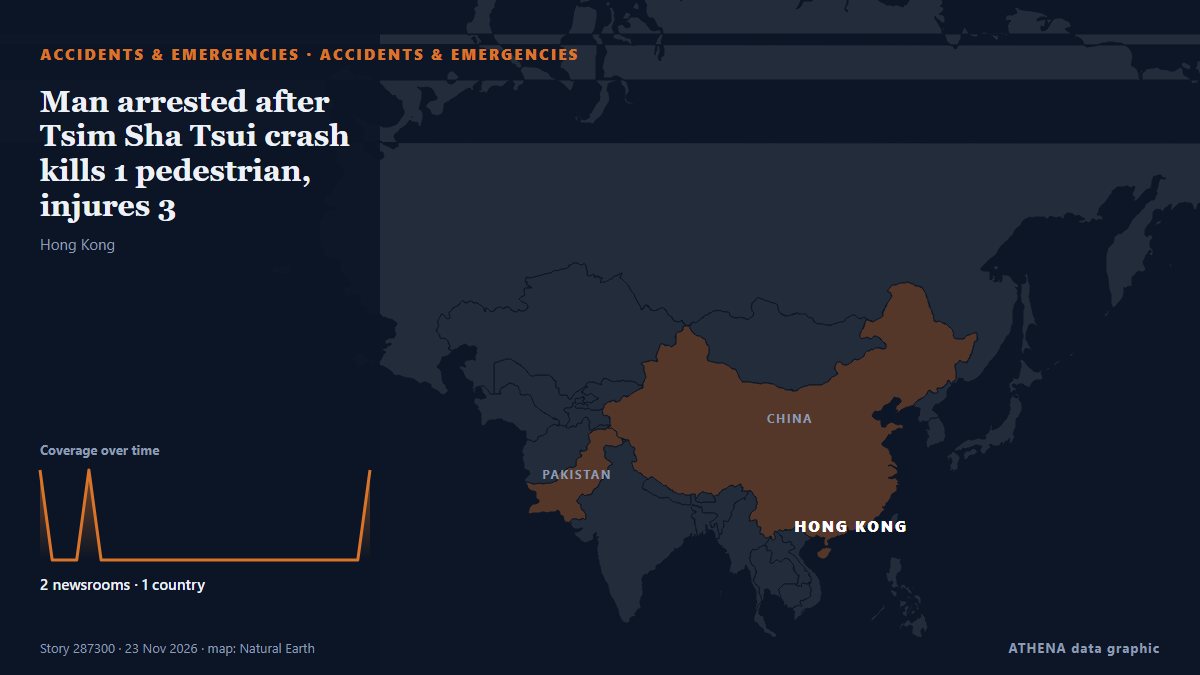 ACCIDENTS & EMERGENCIES · ACCIDENTS & EMERGENCIES
Man arrested after
Tsim Sha Tsui crash
kills 1 pedestrian,
injures 3
Hong Kong
CHINA
PAKISTAN
HONG KONG
Coverage over time
2 newsrooms · 1 country
Story 287300 · 23 Nov 2026 · map: Natural Earth
ATHENA data graphic